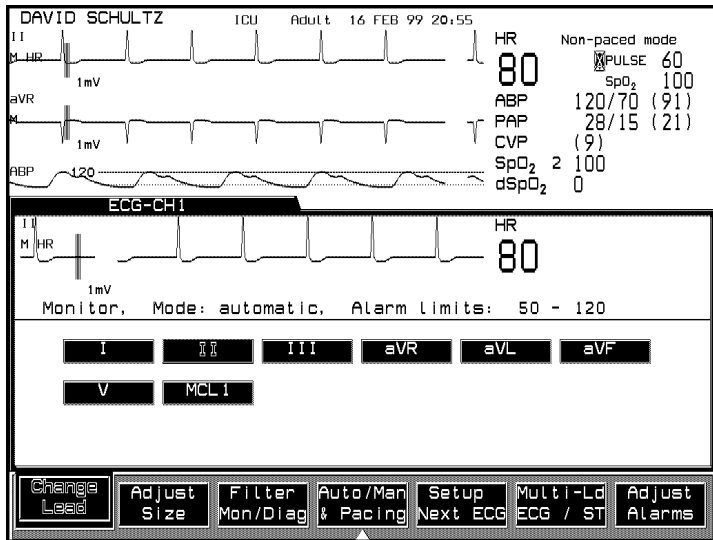 DAVID SCHULTZ ICU Adult 16 FEB 99 20:55
II HR Non-paced mode
M HR 80 PULSE 60
1mV SpO₂ 100
aVR ABP 120/70 (91)
M PAP 28/15 (21)
1mV CVP (9)
ABP 120 SpO₂ 2 100
dSpO₂ 0
ECG-CH1
II HR
M HR 80
1mV
Monitor, Mode: automatic, Alarm limits: 50 - 120
I II III aVR aVL aVF
V MCL1
Change Lead
Adjust Size
Filter Mon/Diag
Auto/Man & Pacing
Setup Next ECG
Multi-Ld ECG / ST
Adjust Alarms